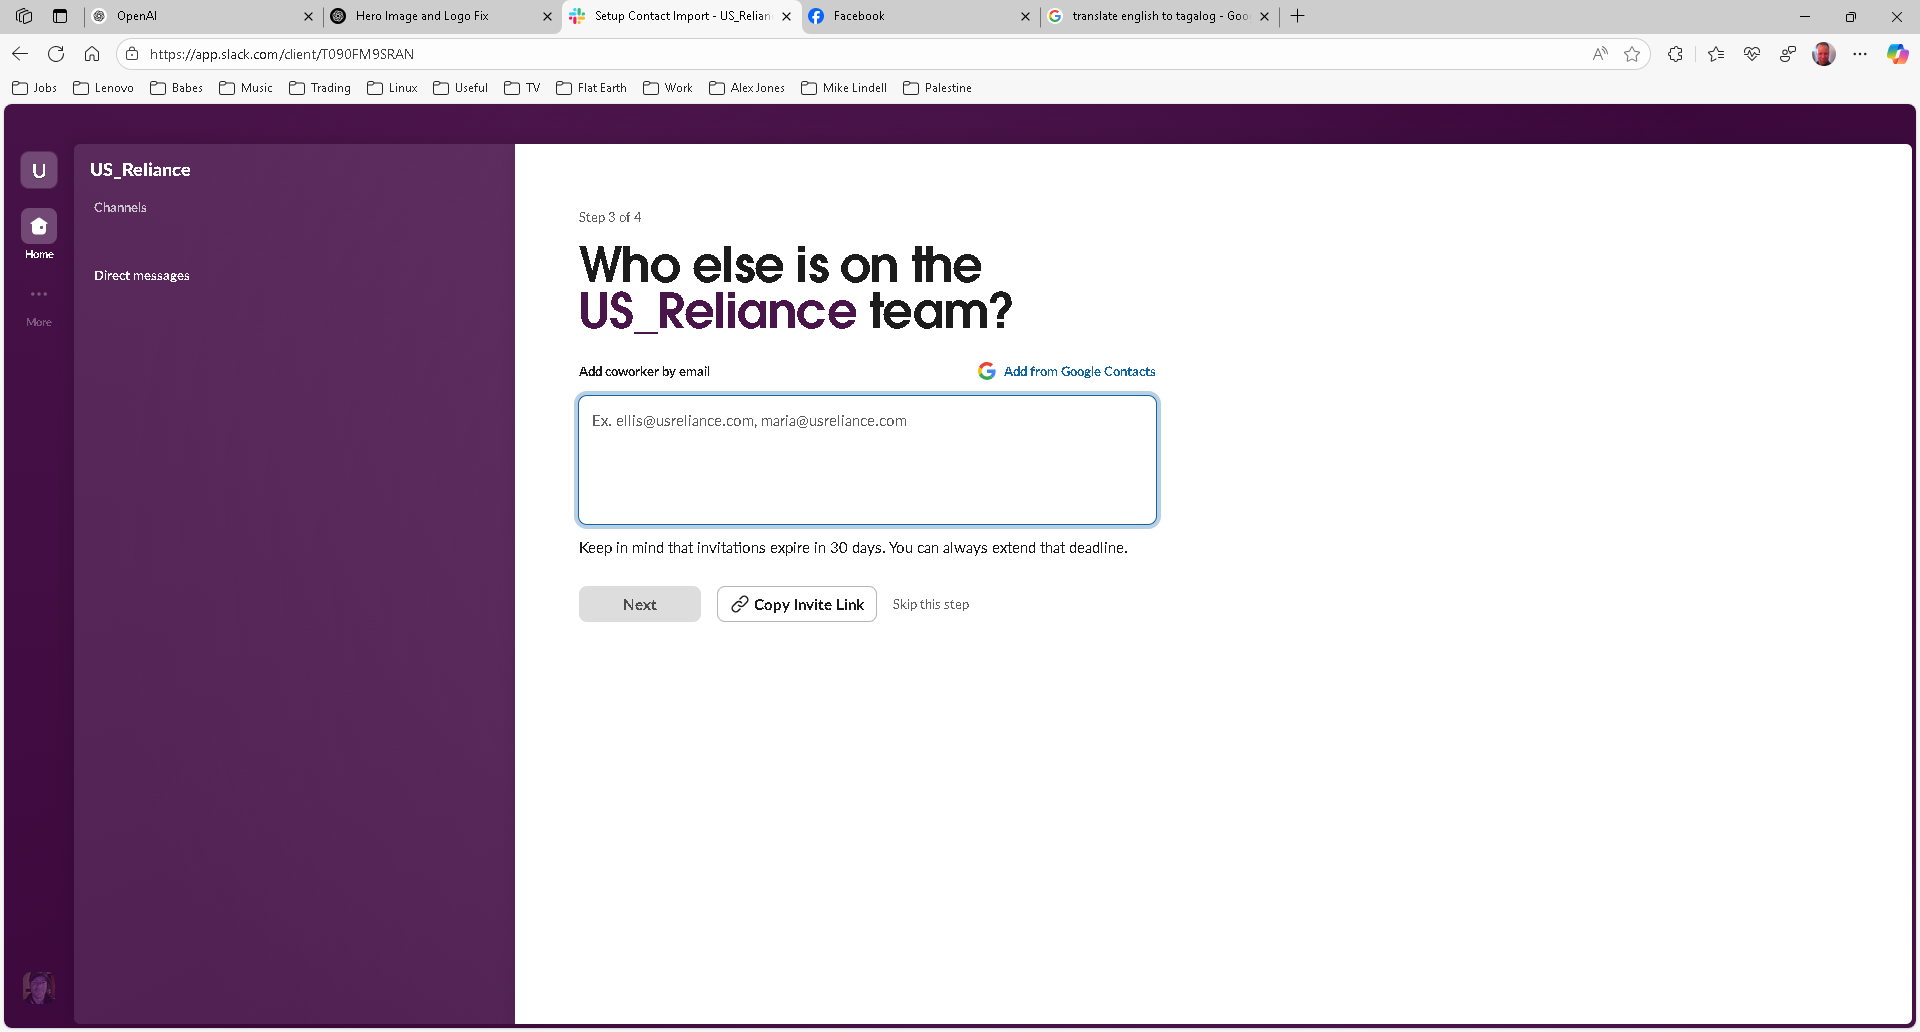 OpenAI
Hero Image and Logo Fix
Setup Contact Import - US_Relian
Facebook
translate english to tagalog - Goo
https://app.slack.com/client/T090FM9SRAN
Jobs
Lenovo
Babes
Music
Trading
Linux
Useful
TV
Flat Earth
Work
Alex Jones
Mike Lindell
Palestine
U
Home
More
US_Reliance
Channels
Direct messages
Step 3 of 4
Who else is on the
US_Reliance team?
Add coworker by email
Add from Google Contacts
Ex. ellis@usreliance.com, maria@usreliance.com
Keep in mind that invitations expire in 30 days. You can always extend that deadline.
Next
Copy Invite Link
Skip this step